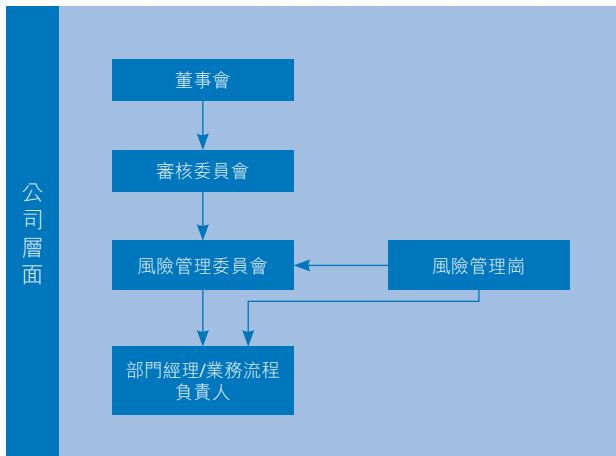 公司層面
董事會
審核委員會
風險管理委員會
風險管理崗
部門經理/業務流程
負責人